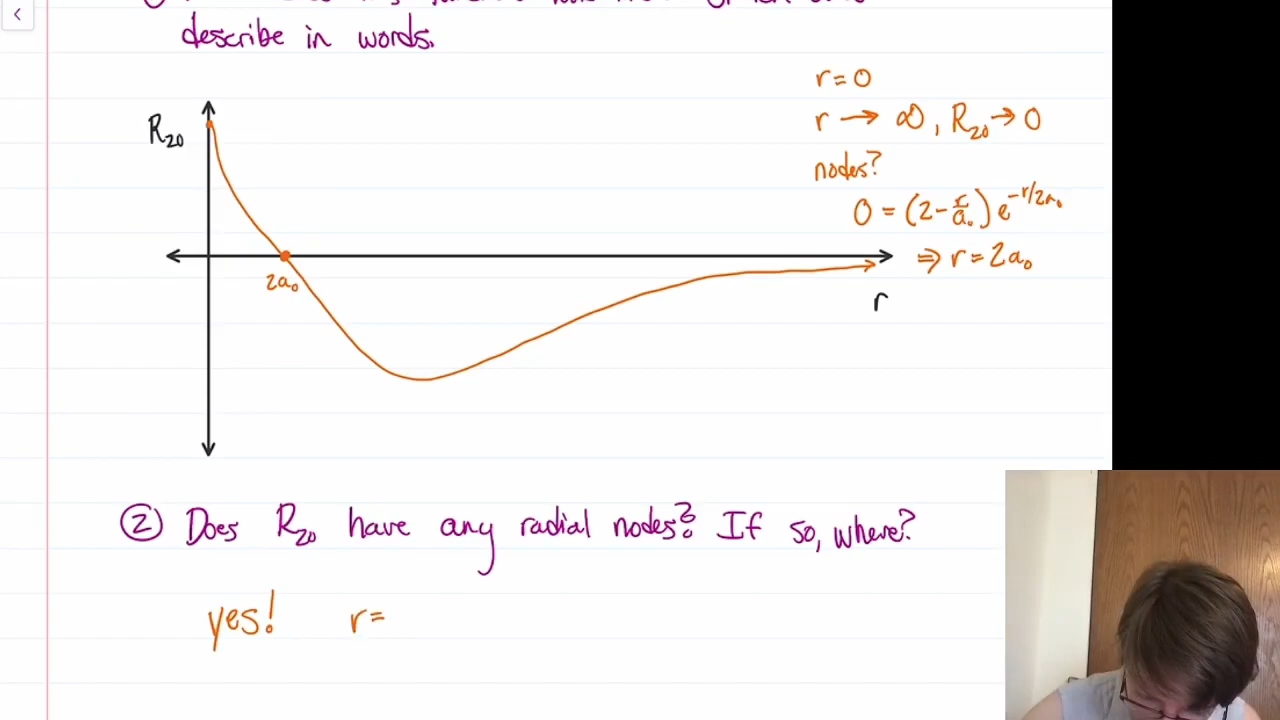 describe in words.
r = 0
r → ∞, R₂₀ → 0
nodes?
0 = (2 - r/a₀) e^{-r/2a₀}
⇒ r = 2a₀
R₂₀
2a₀
r
② Does R₂₀ have any radial nodes? If so, where?
yes! r =